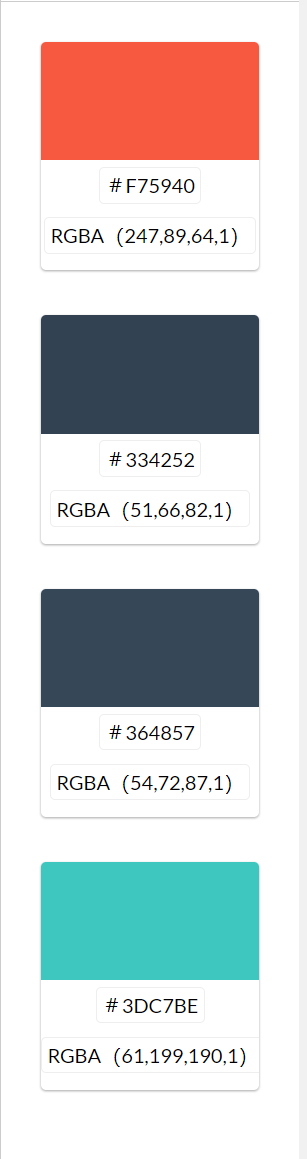 # F75940
RGBA (247,89,64,1)
# 334252
RGBA (51,66,82,1)
# 364857
RGBA (54,72,87,1)
# 3DC7BE
RGBA (61,199,190,1)